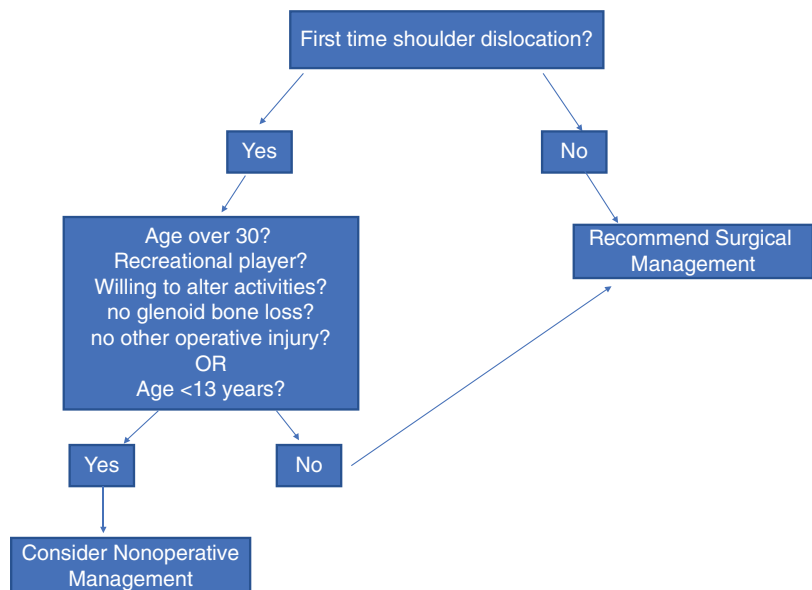 First time shoulder dislocation?
Yes
No
Age over 30?
Recreational player?
Willing to alter activities?
no glenoid bone loss?
no other operative injury?
OR
Age <13 years?
Recommend Surgical
Management
Yes
No
Consider Nonoperative
Management